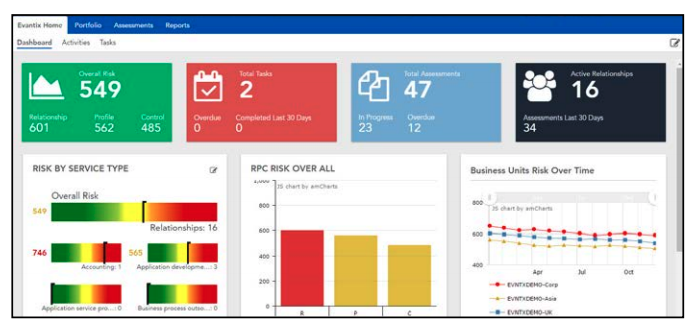 Evantix Home Portfolio Assessments Reports
Dashboard Activities Tasks
Overall Risk
549
Relationship Profile Control
601 562 485
Total Tasks
2
Overdue Completed Last 30 Days
0 0
Total Assessments
47
In Progress Overdue
23 12
Active Relationships
16
Assessments Last 30 Days
34
RISK BY SERVICE TYPE
Overall Risk
549
Relationships: 16
746 565
Accounting: 1 Application developme...: 3
Application service pro...: 0 Business process outso...: 0
RPC RISK OVER ALL
1,000
JS chart by amCharts
800
600
400
200
0
R P C
Business Units Risk Over Time
800
JS chart by amCharts
600
400
Apr Jul Oct
EVNTXDEMO-Corp
EVNTXDEMO-Asia
EVNTXDEMO-UK